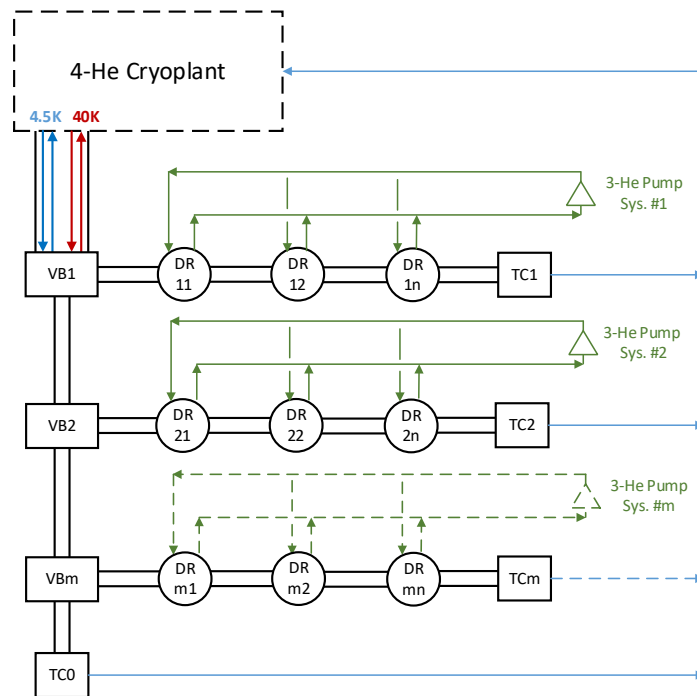 4-He Cryoplant
4.5K 40K
3-He Pump
Sys. #1
VB1
DR
11
DR
12
DR
1n
TC1
3-He Pump
Sys. #2
VB2
DR
21
DR
22
DR
2n
TC2
3-He Pump
Sys. #m
VBm
DR
m1
DR
m2
DR
mn
TCm
TC0